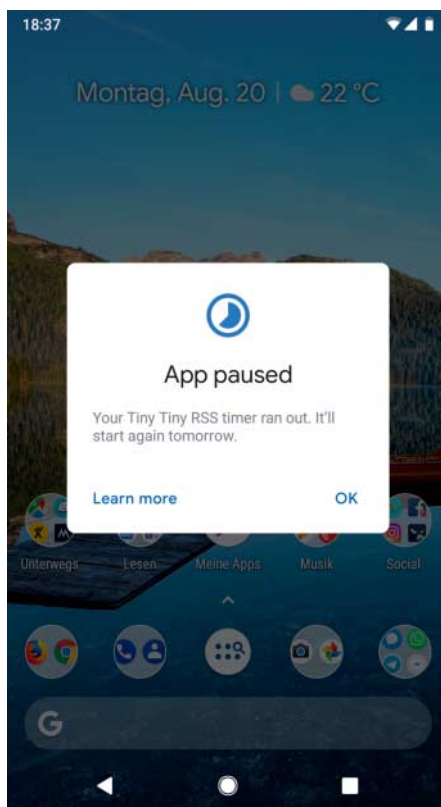 18:37
Montag, Aug. 20 | 22 °C
App paused
Your Tiny Tiny RSS timer ran out. It'll
start again tomorrow.
Learn more OK
Unterwegs Lesen Meine Apps Musik Social
G